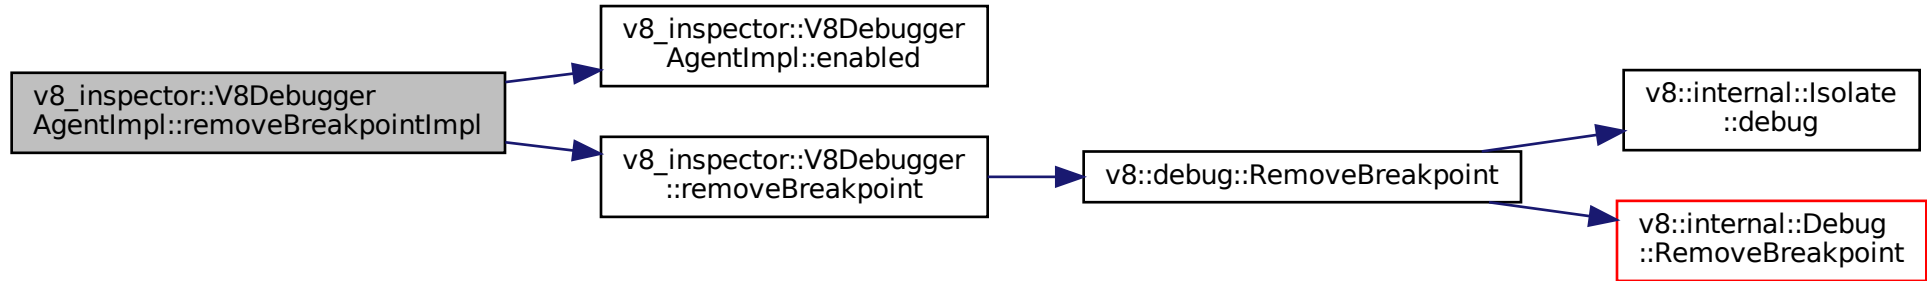 v8_inspector::V8Debugger
AgentImpl::removeBreakpointImpl
v8_inspector::V8Debugger
AgentImpl::enabled
v8_inspector::V8Debugger
::removeBreakpoint
v8::debug::RemoveBreakpoint
v8::internal::Isolate
::debug
v8::internal::Debug
::RemoveBreakpoint